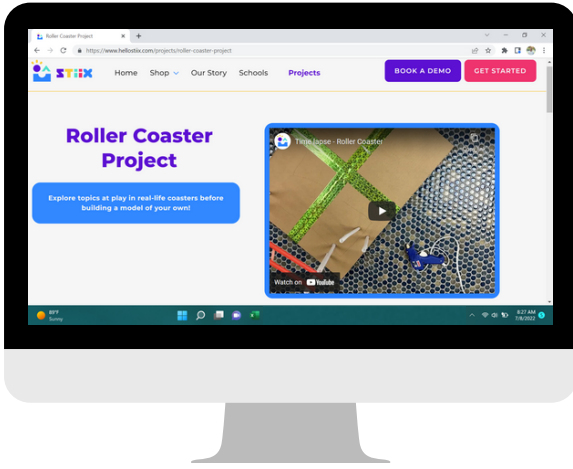 Roller Coaster Project
https://www.hellostiix.com/projects/roller-coaster-project
STIIX
Home
Shop
Our Story
Schools
Projects
BOOK A DEMO
GET STARTED
Roller Coaster
Project
Explore topics at play in real-life coasters before
building a model of your own!
Time lapse - Roller Coaster
Watch on YouTube
Sunny
8:27 AM
7/8/2022